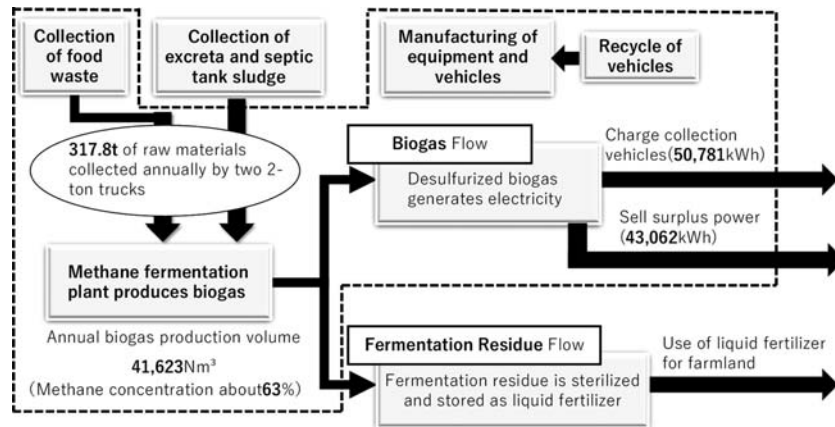 Collection
of food
waste
Collection of
excreta and septic
tank sludge
Manufacturing of
equipment and
vehicles
Recycle of
vehicles
317.8t of raw materials
collected annually by two 2-
ton trucks
Biogas Flow
Desulfurized biogas
generates electricity
Charge collection
vehicles(50,781kWh)
Sell surplus power
(43,062kWh)
Methane fermentation
plant produces biogas
Annual biogas production volume
41,623Nm³
(Methane concentration about63%)
Fermentation Residue Flow
Fermentation residue is sterilized
and stored as liquid fertilizer
Use of liquid fertilizer
for farmland